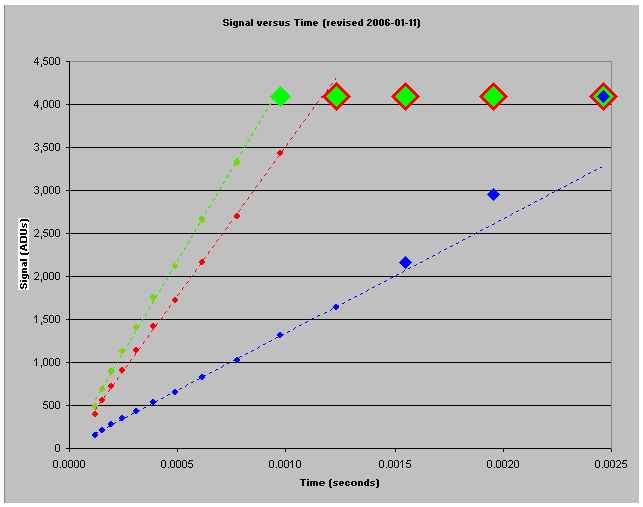 Signal versus Time (revised 2006-01-11)
4,500
4,000
3,500
3,000
2,500
2,000
1,500
1,000
500
0
Signal (ADUs)
0.0000 0.0005 0.0010 0.0015 0.0020 0.0025
Time (seconds)